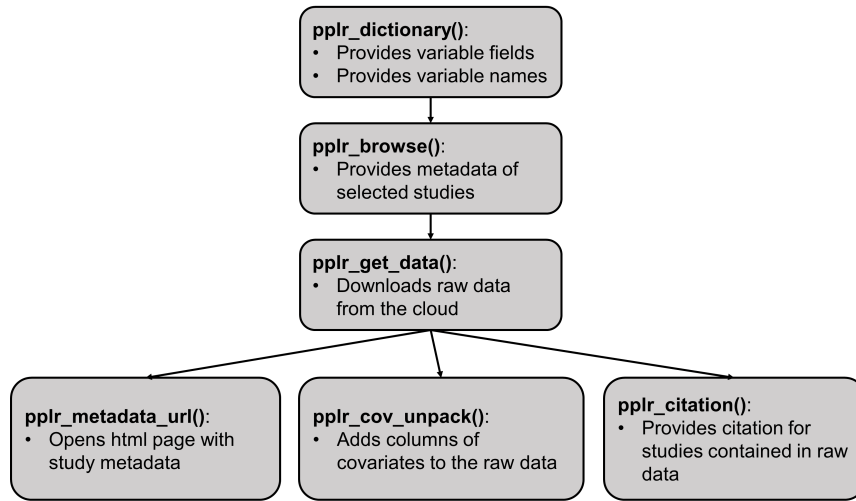 pplr_dictionary():
• Provides variable fields
• Provides variable names
pplr_browse():
• Provides metadata of
selected studies
pplr_get_data():
• Downloads raw data
from the cloud
pplr_metadata_url():
• Opens html page with
study metadata
pplr_cov_unpack():
• Adds columns of
covariates to the raw data
pplr_citation():
• Provides citation for
studies contained in raw
data